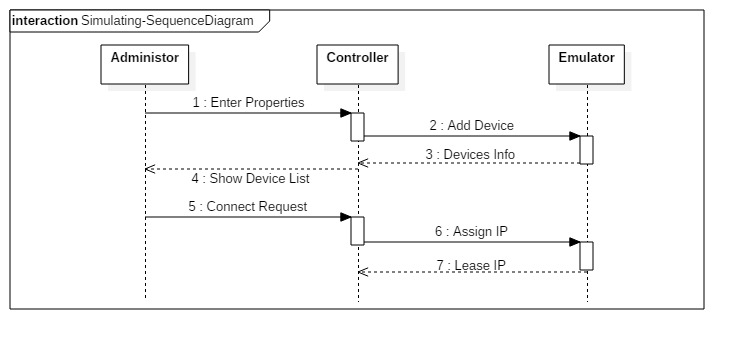 interaction Simulating-SequenceDiagram
Administor
Controller
Emulator
1 : Enter Properties
2 : Add Device
3 : Devices Info
4 : Show Device List
5 : Connect Request
6 : Assign IP
7 : Lease IP